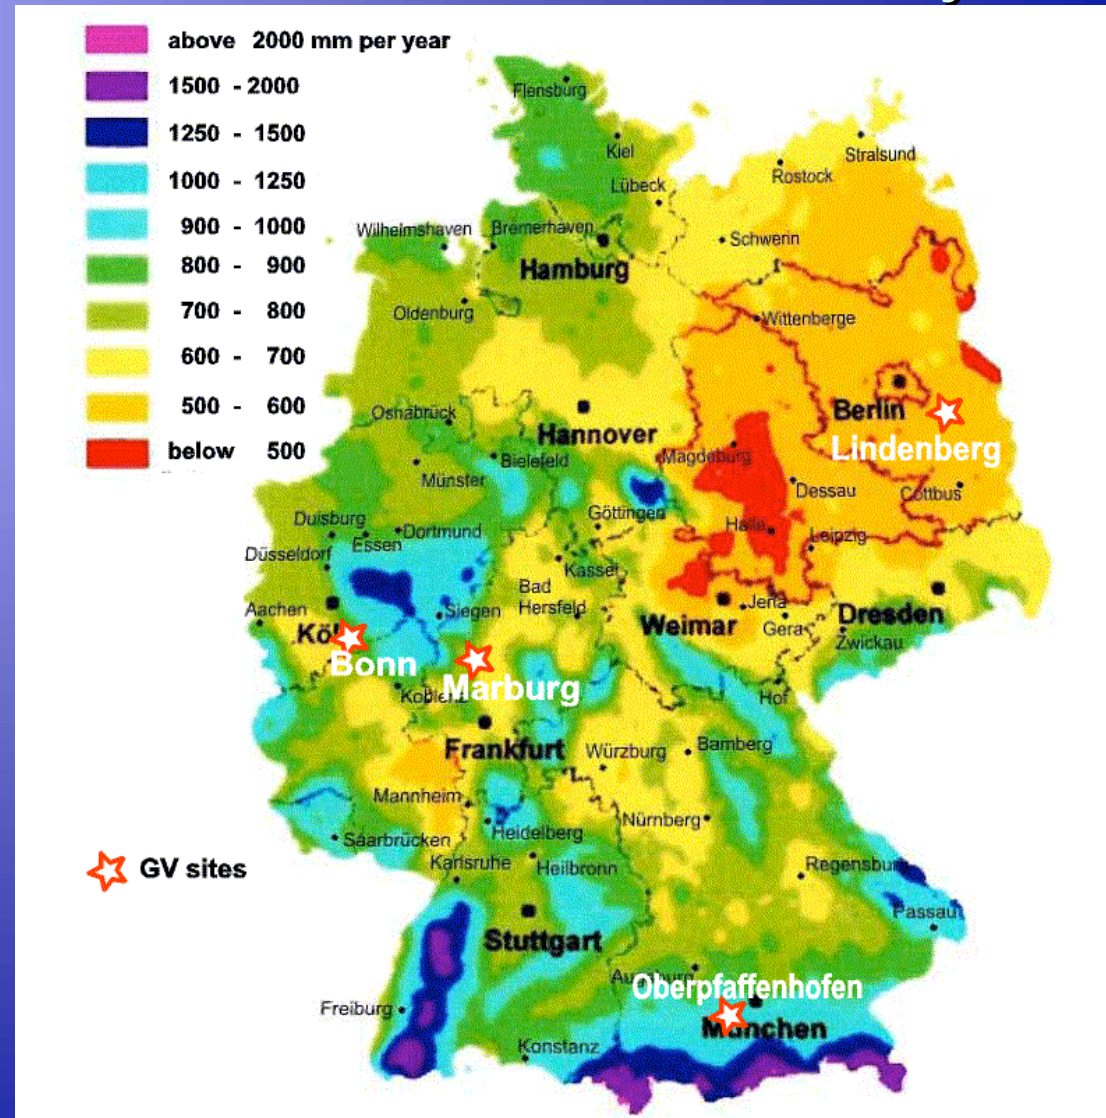 above 2000 mm per year
1500 - 2000
1250 - 1500
1000 - 1250
900 - 1000
800 - 900
700 - 800
600 - 700
500 - 600
below 500
Flensburg
Kiel
Stralsund
Rostock
Lübeck
Wilhelmshaven
Bremerhaven
Schwerin
Hamburg
Oldenburg
Wittenberge
Berlin
Osnabrück
Hannover
Lindenberg
Magdeburg
Bielefeld
Münster
Dessau
Cottbus
Göttingen
Duisburg
Halle
Dortmund
Leipzig
Essen
Düsseldorf
Kassel
Bad
Hersfeld
Aachen
Siegen
Jena
Weimar
Dresden
Gera
Köl
Zwickau
Bonn
Marburg
Koblenz
Hof
Frankfurt
Würzburg
Bamberg
Mannheim
Nürnberg
Heidelberg
Saarbrücken
Karlsruhe
Heilbronn
Regensburg
GV sites
Passau
Stuttgart
Augsburg
Oberpfaffenhofen
Freiburg
München
Konstanz